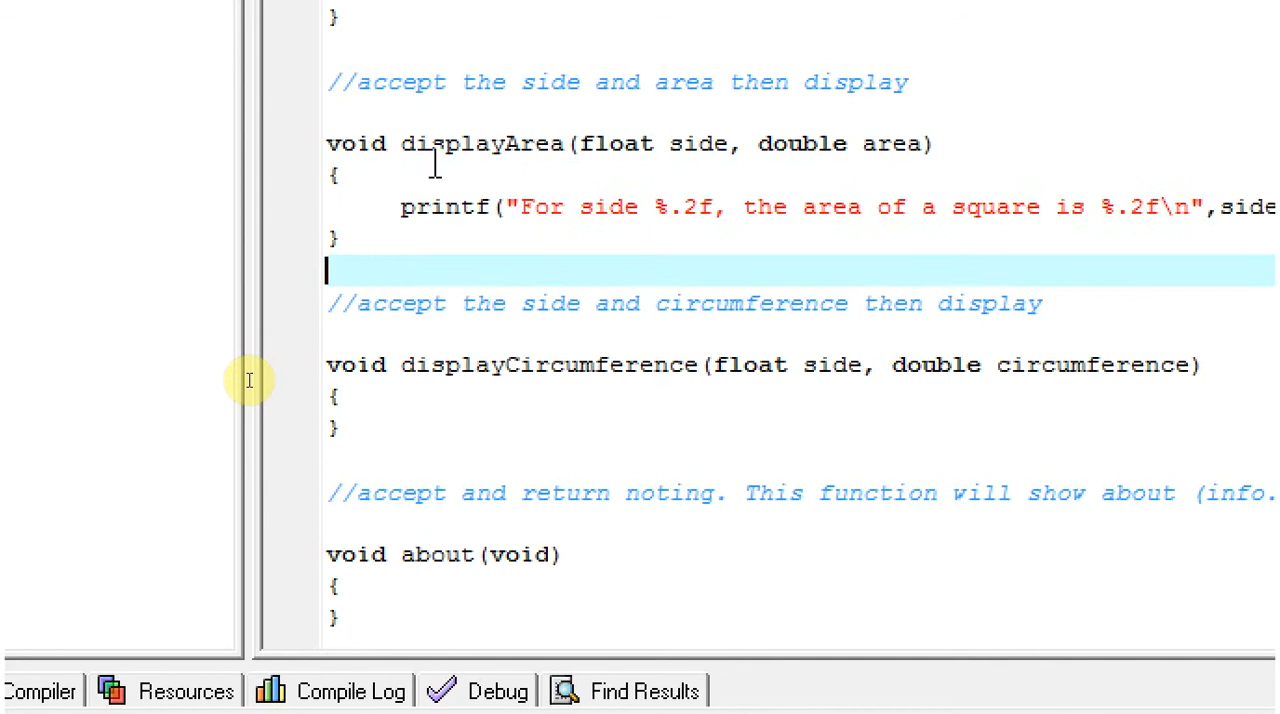 }
//accept the side and area then display
void displayArea(float side, double area)
{
printf("For side %.2f, the area of a square is %.2f\n",side
}
//accept the side and circumference then display
void displayCircumference(float side, double circumference)
{
}
//accept and return noting. This function will show about (info.
void about(void)
{
}
Compiler Resources Compile Log Debug Find Results